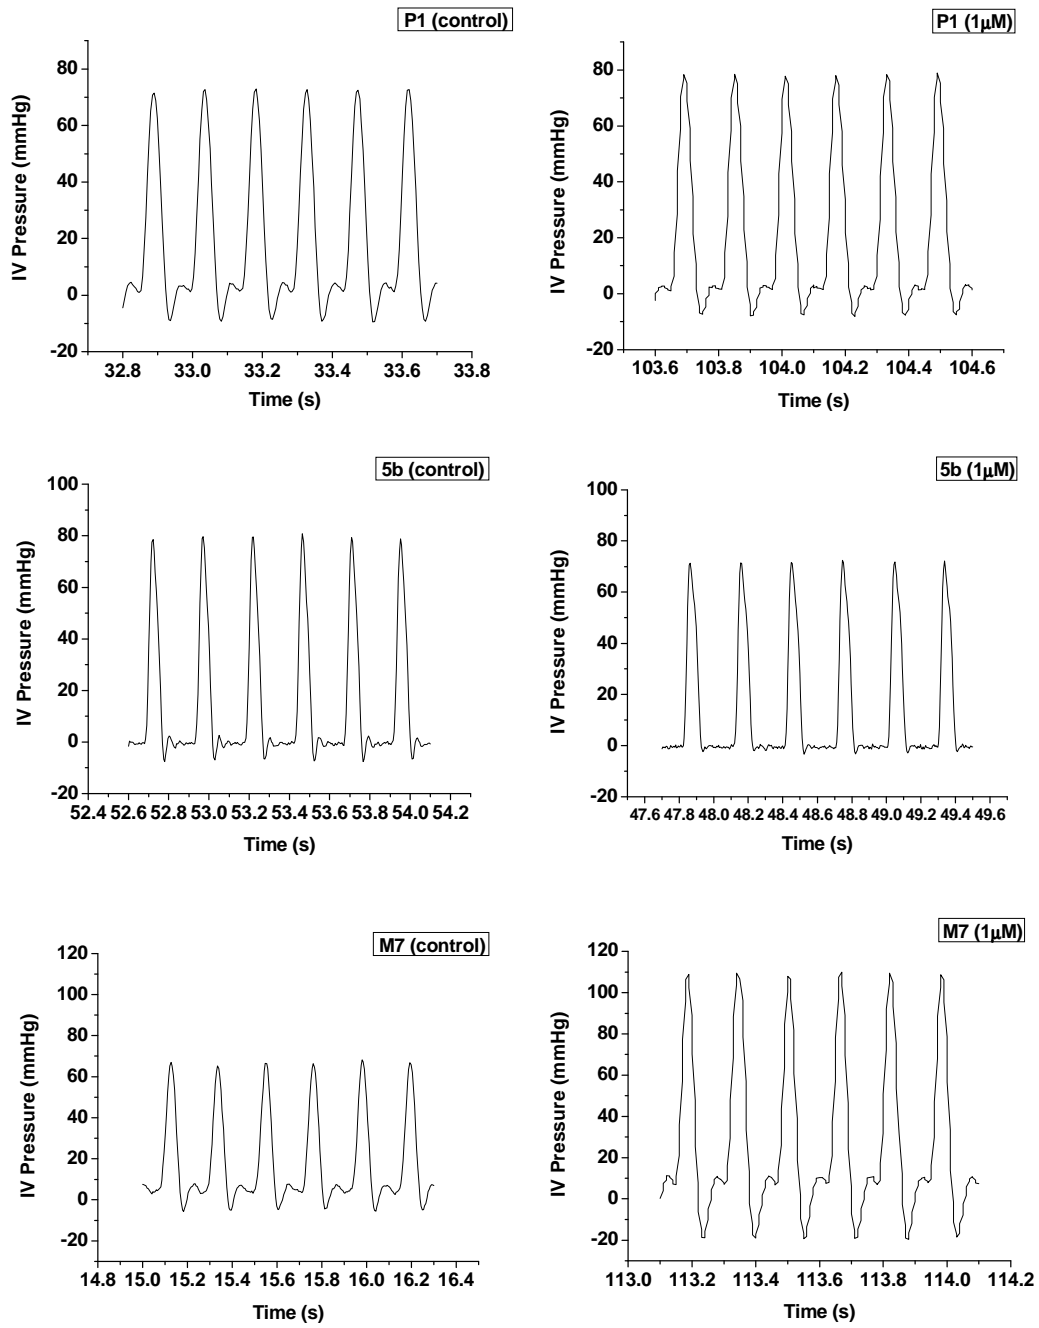 P1 (control)
IV Pressure (mmHg)
80
60
40
20
0
-20
32.8 33.0 33.2 33.4 33.6 33.8
Time (s)
P1 (1μM)
IV Pressure (mmHg)
80
60
40
20
0
-20
103.6 103.8 104.0 104.2 104.4 104.6
Time (s)
5b (control)
IV Pressure (mmHg)
100
80
60
40
20
0
-20
52.4 52.6 52.8 53.0 53.2 53.4 53.6 53.8 54.0 54.2
Time (s)
5b (1μM)
IV Pressure (mmHg)
100
80
60
40
20
0
-20
47.6 47.8 48.0 48.2 48.4 48.6 48.8 49.0 49.2 49.4 49.6
Time (s)
M7 (control)
IV Pressure (mmHg)
120
100
80
60
40
20
0
-20
14.8 15.0 15.2 15.4 15.6 15.8 16.0 16.2 16.4
Time (s)
M7 (1μM)
IV Pressure (mmHg)
120
100
80
60
40
20
0
-20
113.0 113.2 113.4 113.6 113.8 114.0 114.2
Time (s)